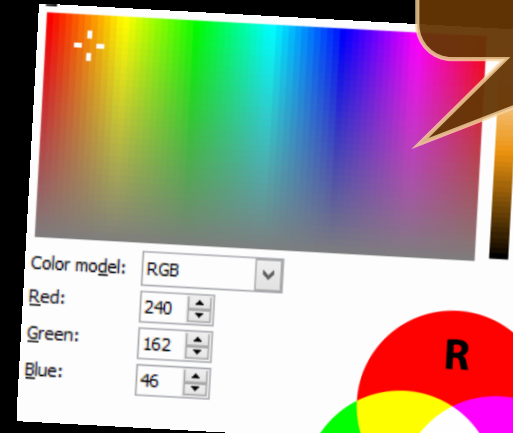 Color model: RGB
Red: 240
Green: 162
Blue: 46
R